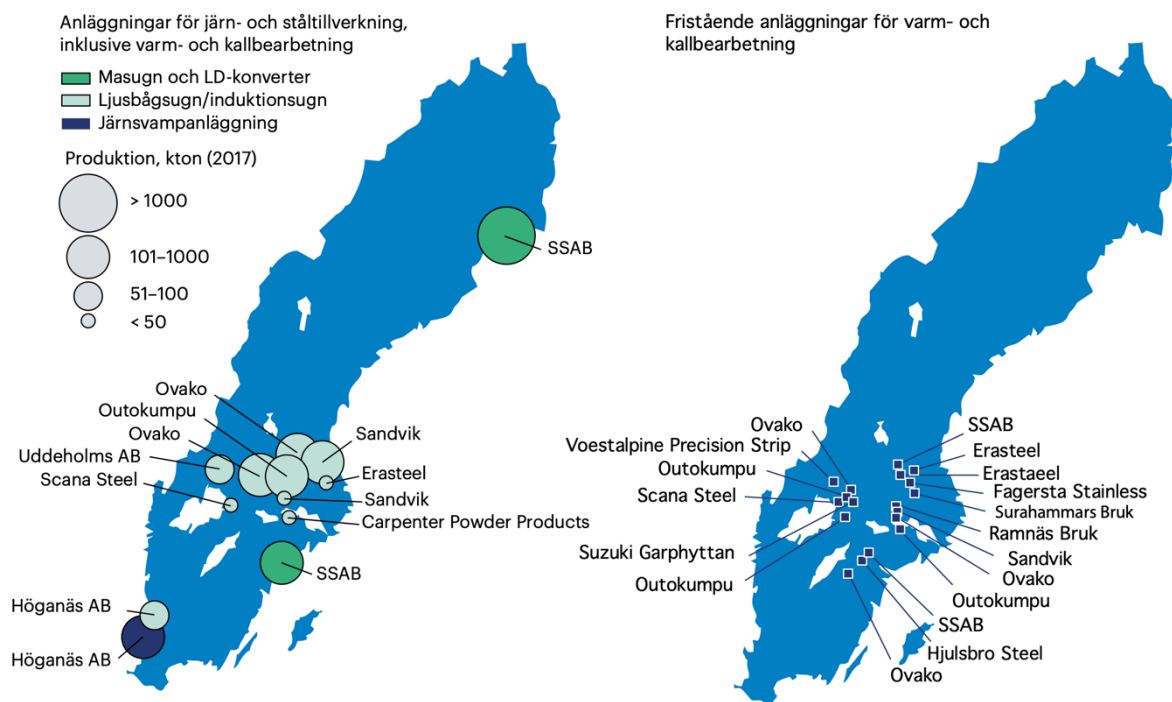 Anläggningar för järn- och ståltillverkning,
inklusive varm- och kallbearbetning
Masugn och LD-konverter
Ljusbågsugn/induktionsugn
Järnsvampanläggning
Produktion, kton (2017)
> 1000
101–1000
51–100
< 50
SSAB
Ovako
Outokumpu
Ovako
Uddeholms AB
Scana Steel
Sandvik
Erasteel
Sandvik
Carpenter Powder Products
SSAB
Höganäs AB
Höganäs AB
Fristående anläggningar för varm- och
kallbearbetning
Ovako
Voestalpine Precision Strip
Outokumpu
Scana Steel
Suzuki Garphyttan
Outokumpu
SSAB
Erasteel
Erastaeel
Fagersta Stainless
Surahammars Bruk
Ramnäs Bruk
Sandvik
Ovako
Outokumpu
SSAB
Hjulsbro Steel
Ovako